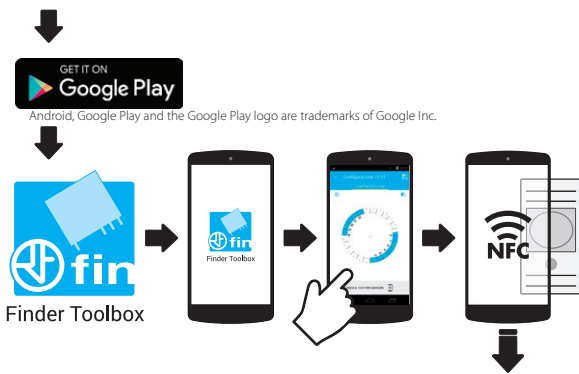 GET IT ON
Google Play
Android, Google Play and the Google Play logo are trademarks of Google Inc.
fin
Finder Toolbox
fin
Finder Toolbox
NFC